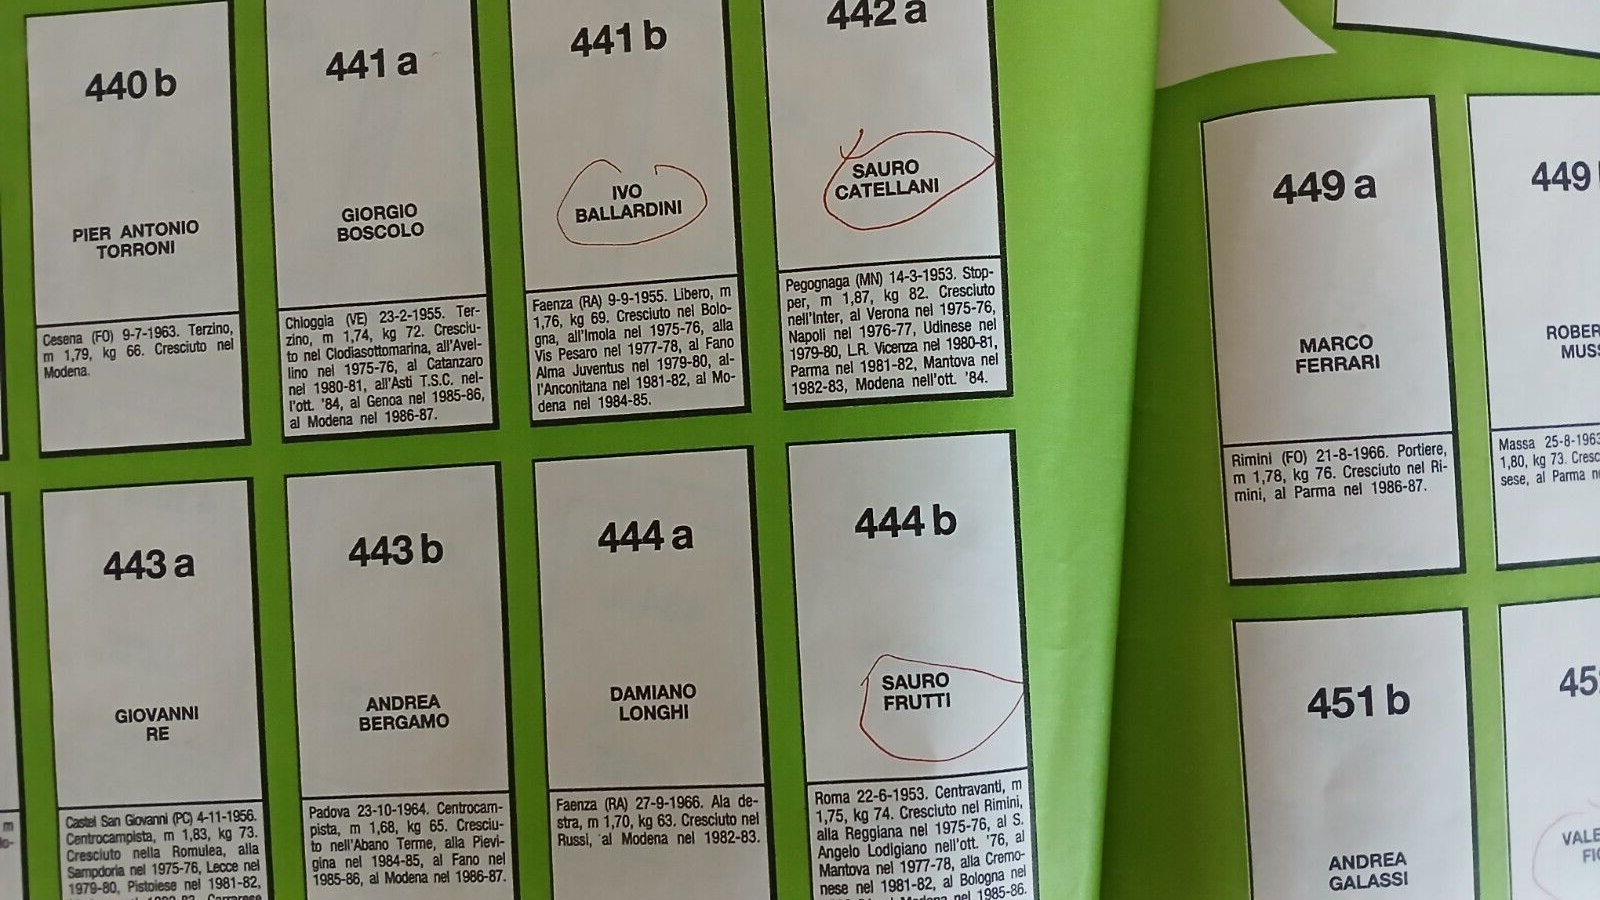 440 b
PIER ANTONIO
TORRONI
Cesena (FO) 9-7-1963. Terzino,
m 1,79, kg 66. Cresciuto nel
Modena.
441 a
GIORGIO
BOSCOLO
Chioggia (VE) 23-2-1955. Ter-
zino, m 1,74, kg 72. Cresciu-
to nel Clodiasottomarina, all'Avel-
lino nel 1975-76, al Catanzaro
nel 1980-81, all'Asti T.S.C. nel-
l'ott. '84, al Genoa nel 1985-86,
al Modena nel 1986-87.
441 b
IVO
BALLARDINI
Faenza (RA) 9-9-1955. Libero, m
1,76, kg 69. Cresciuto nel Bolo-
gna, all'Imola nel 1975-76, alla
Vis Pesaro nel 1977-78, al Fano
Alma Juventus nel 1979-80, al-
l'Anconitana nel 1981-82, al Mo-
dena nel 1984-85.
442 a
SAURO
CATELLANI
Pegognaga (MN) 14-3-1953. Stop-
per, m 1,87, kg 82. Cresciuto
nell'Inter, al Verona nel 1975-76,
Napoli nel 1976-77, Udinese nel
1979-80, L.R. Vicenza nel 1980-81,
Parma nel 1981-82, Mantova nel
1982-83, Modena nell'ott. '84.
443 a
GIOVANNI
RE
Castel San Giovanni (PC) 4-11-1956.
Centrocampista, m 1,83, kg 73.
Cresciuto nella Romulea, alla
Sampdoria nel 1975-76, Lecce nel
1979-80, Pistoiese nel 1981-82,
443 b
ANDREA
BERGAMO
Padova 23-10-1964. Centrocam-
pista, m 1,68, kg 65. Cresciu-
to nell'Abano Terme, alla Pievi-
gina nel 1984-85, al Fano nel
1985-86, al Modena nel 1986-87.
444 a
DAMIANO
LONGHI
Faenza (RA) 27-9-1966. Ala de-
stra, m 1,70, kg 63. Cresciuto nel
Russi, al Modena nel 1982-83.
444 b
SAURO
FRUTTI
Roma 22-6-1953. Centravanti, m
1,75, kg 74. Cresciuto nel Rimini,
alla Reggiana nel 1975-76, al S.
Angelo Lodigiano nell'ott. '76, al
Mantova nel 1977-78, alla Cremo-
nese nel 1981-82, al Bologna nel
al Modena nel 1985-86.
449 a
MARCO
FERRARI
Rimini (FO) 21-8-1966. Portiere,
m 1,78, kg 76. Cresciuto nel Ri-
mini, al Parma nel 1986-87.
449
ROBER
MUSS
Massa 25-8-1963
1,80, kg 73. Cresc
sese, al Parma n
451 b
ANDREA
GALASSI
45
VALE
FI